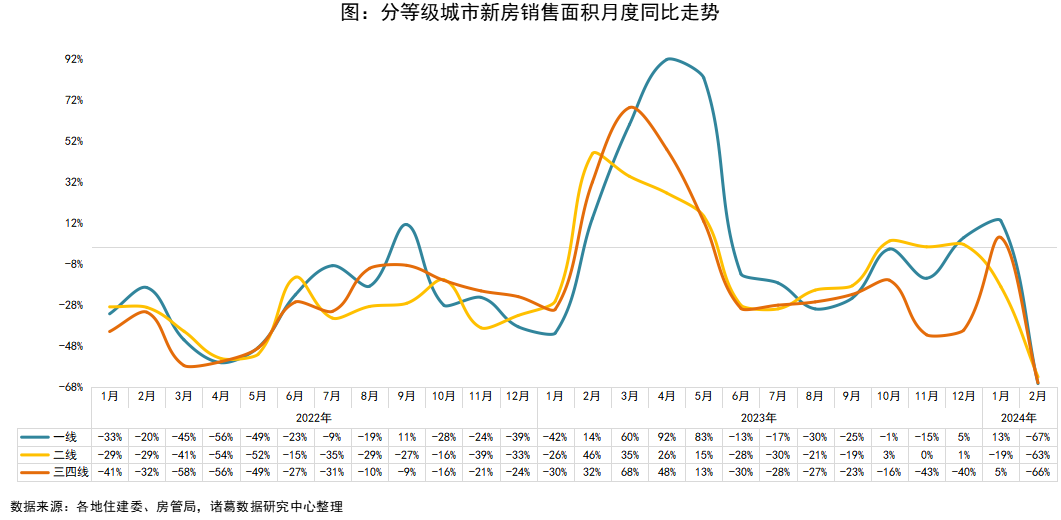 图：分等级城市新房销售面积月度同比走势
92%
72%
52%
32%
12%
-8%
-28%
-48%
-68%
1月 2月 3月 4月 5月 6月 7月 8月 9月 10月 11月 12月 1月 2月 3月 4月 5月 6月 7月 8月 9月 10月 11月 12月 1月 2月
2022年 2023年 2024年
一线 -33% -20% -45% -56% -49% -23% -9% -19% 11% -28% -24% -39% -42% 14% 60% 92% 83% -13% -17% -30% -25% -1% -15% 5% 13% -67%
二线 -29% -29% -41% -54% -52% -15% -35% -29% -27% -16% -39% -33% -26% 46% 35% 26% 15% -28% -30% -21% -19% 3% 0% 1% -19% -63%
三四线 -41% -32% -58% -56% -49% -27% -31% -10% -9% -16% -21% -24% -30% 32% 68% 48% 13% -30% -28% -27% -23% -16% -43% -40% 5% -66%
数据来源：各地住建委、房管局，诸葛数据研究中心整理